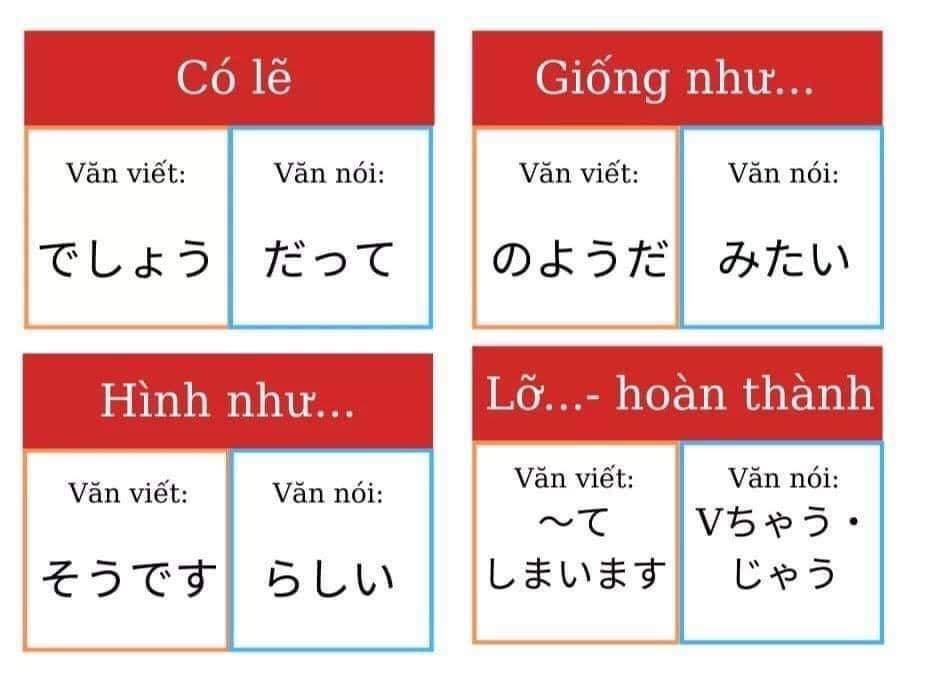 Có lẽ
Văn viết:
でしょう
Văn nói:
だって
Giống như...
Văn viết:
のようだ
Văn nói:
みたい
Hình như...
Văn viết:
そうです
Văn nói:
らしい
Lỡ...- hoàn thành
Văn viết:
～て
しまいます
Văn nói:
Vちゃう・
じゃう